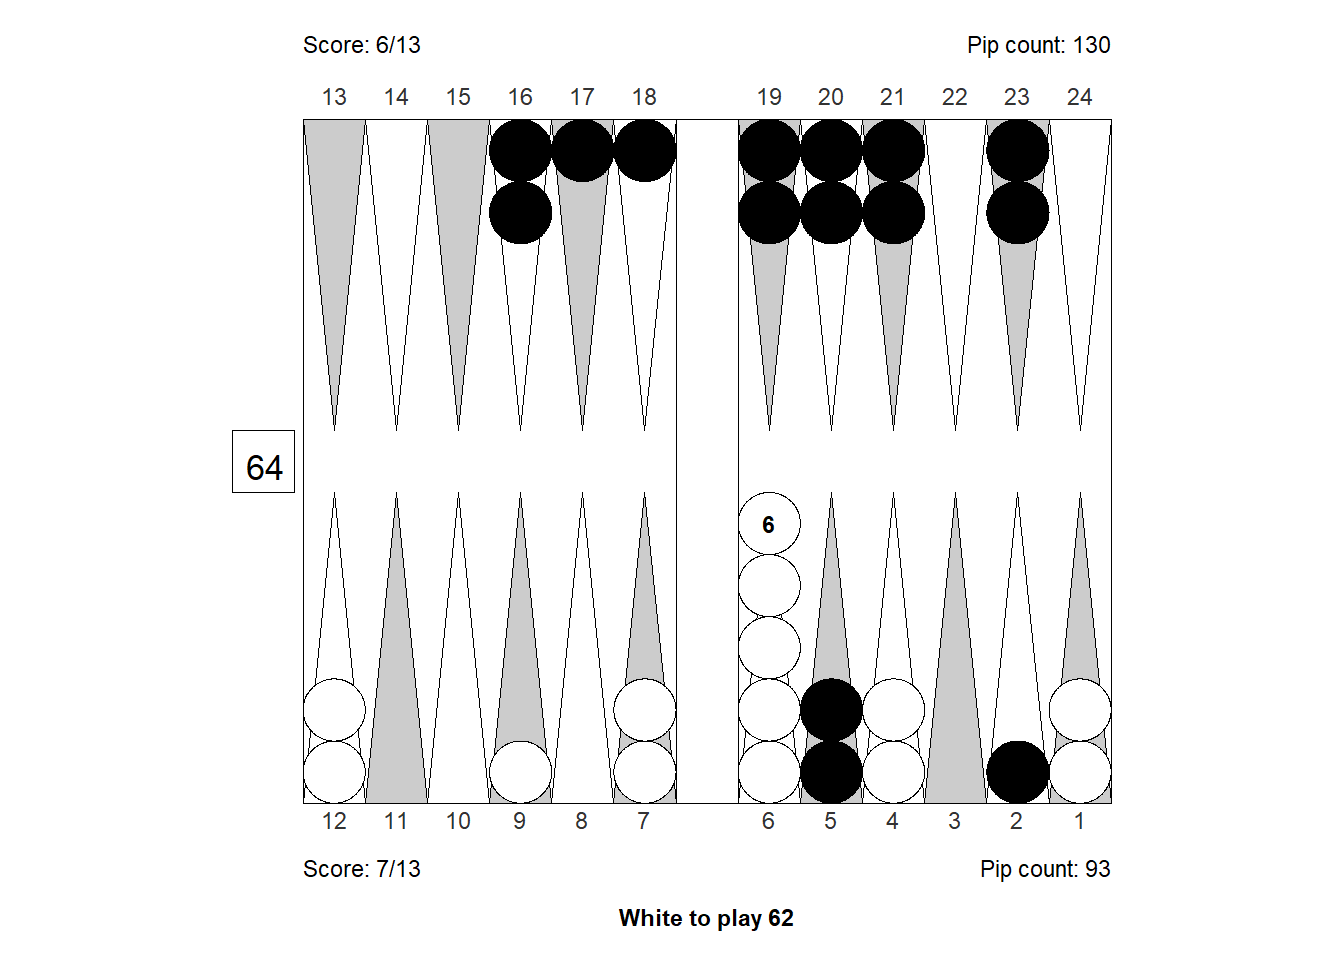 Score: 6/13 Pip count: 130
13 14 15 16 17 18 19 20 21 22 23 24
64
6
12 11 10 9 8 7 6 5 4 3 2 1
Score: 7/13 Pip count: 93
White to play 62